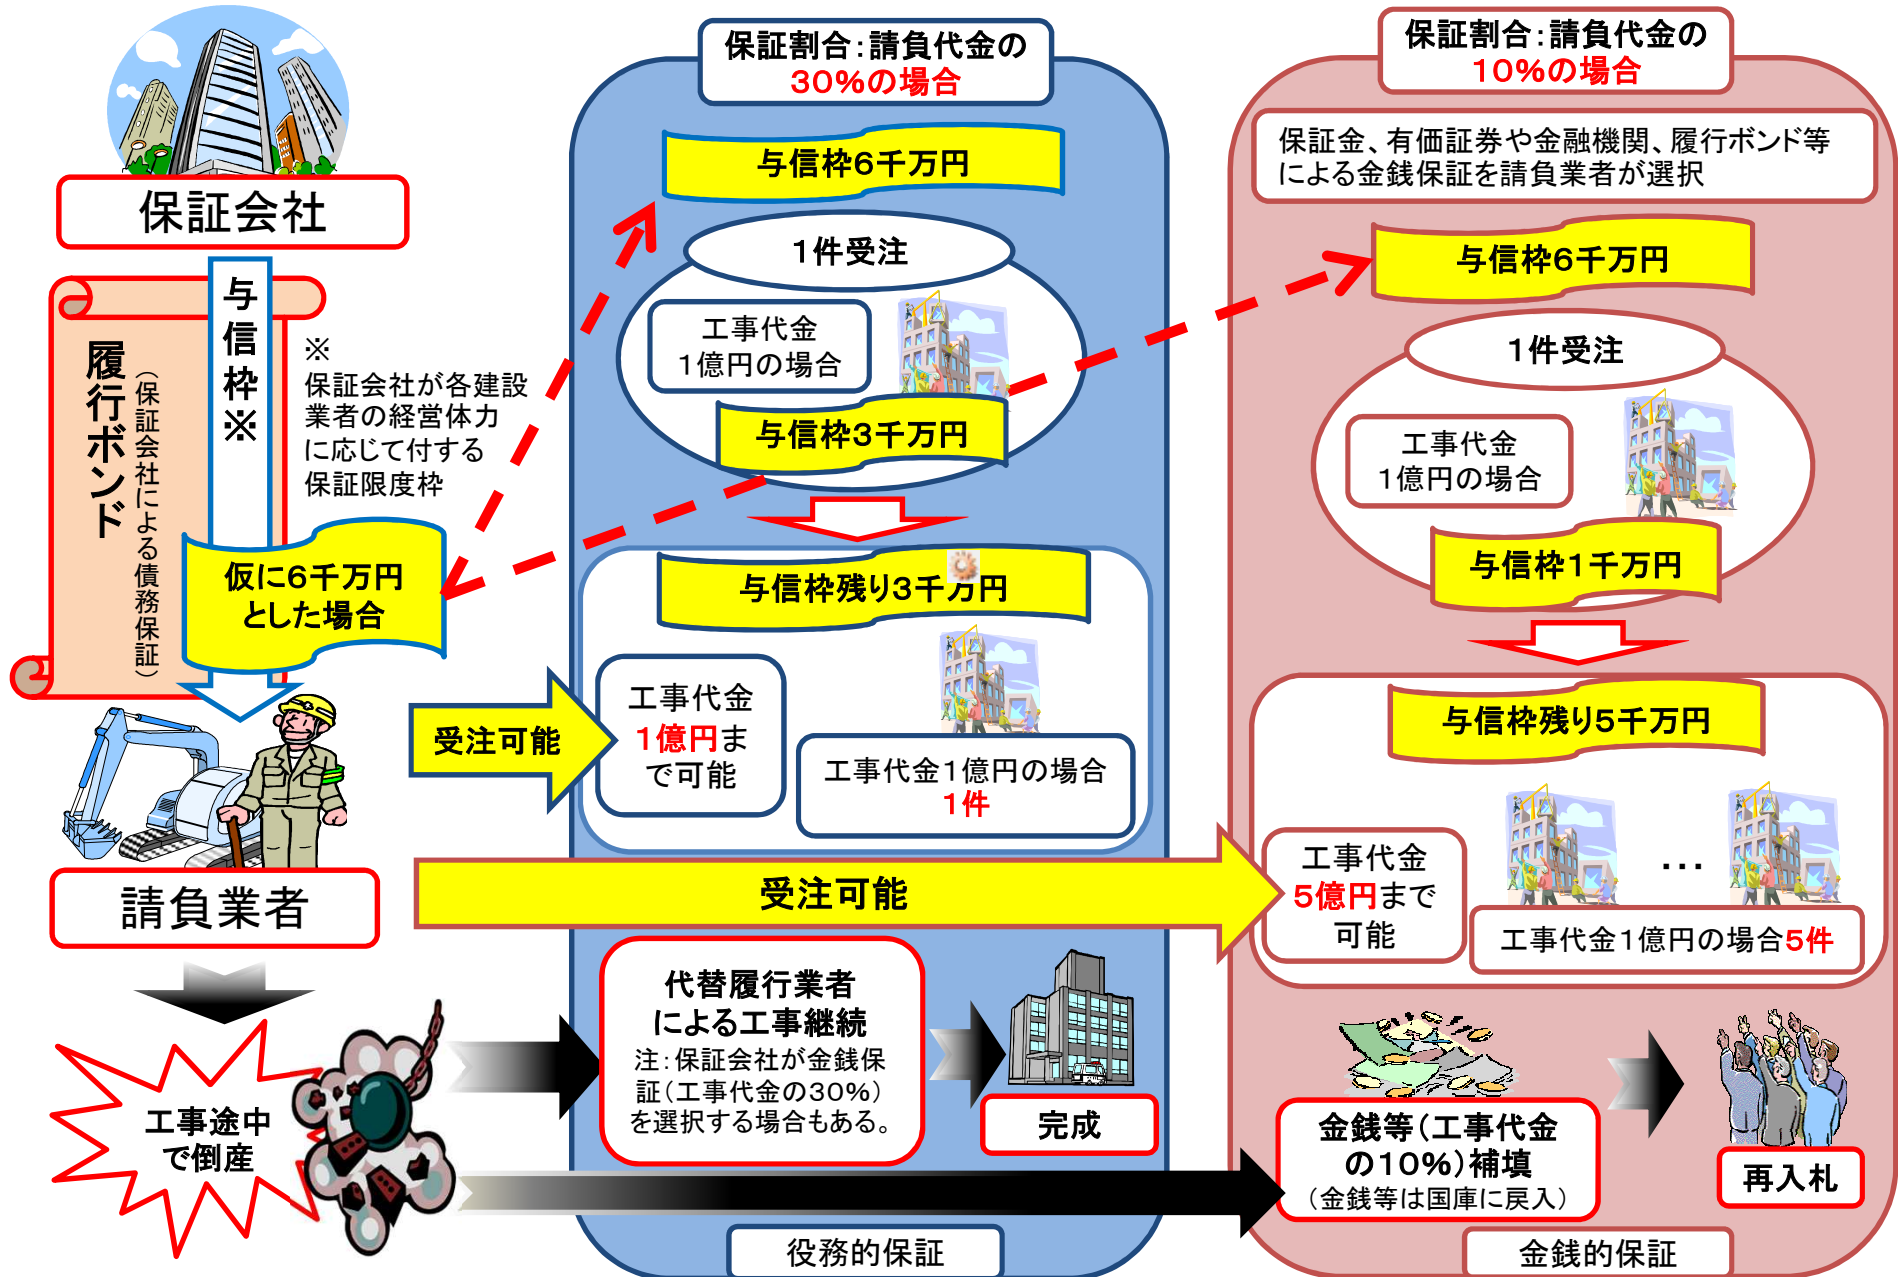 保証会社
与信枠※
履行ボンド
（保証会社による債務保証）
※
保証会社が各建設
業者の経営体力
に応じて付する
保証限度枠
仮に6千万円
とした場合
請負業者
工事途中
で倒産
保証割合：請負代金の
30%の場合
与信枠6千万円
1件受注
工事代金
1億円の場合
与信枠3千万円
与信枠残り3千万円
受注可能
工事代金
1億円ま
で可能
工事代金1億円の場合
1件
受注可能
代替履行業者
による工事継続
注：保証会社が金銭保
証（工事代金の30%）
を選択する場合もある。
完成
役務的保証
保証割合：請負代金の
10%の場合
保証金、有価証券や金融機関、履行ボンド等
による金銭保証を請負業者が選択
与信枠6千万円
1件受注
工事代金
1億円の場合
与信枠1千万円
与信枠残り5千万円
工事代金
5億円まで
可能
…
工事代金1億円の場合5件
金銭等（工事代金
の10%）補填
（金銭等は国庫に戻入）
再入札
金銭的保証